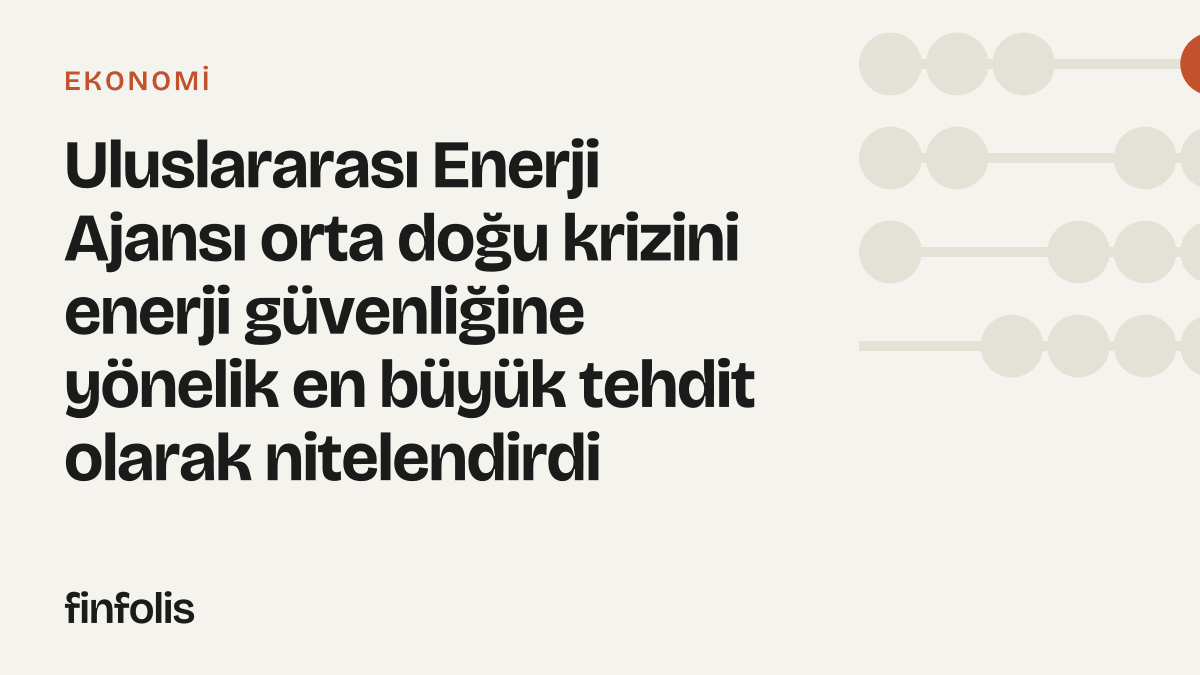 EKONOMİ
Uluslararası Enerji
Ajansı orta doğu krizini
enerji güvenliğine
yönelik en büyük tehdit
olarak nitelendirdi
finfolis